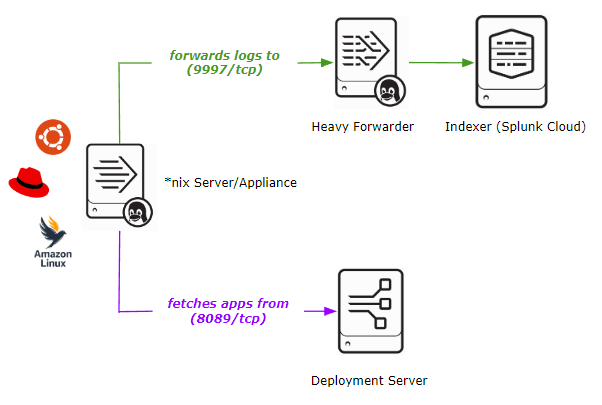 forwards logs to
(9997/tcp)
Heavy Forwarder
Indexer (Splunk Cloud)
*nix Server/Appliance
Amazon
Linux
fetches apps from
(8089/tcp)
Deployment Server